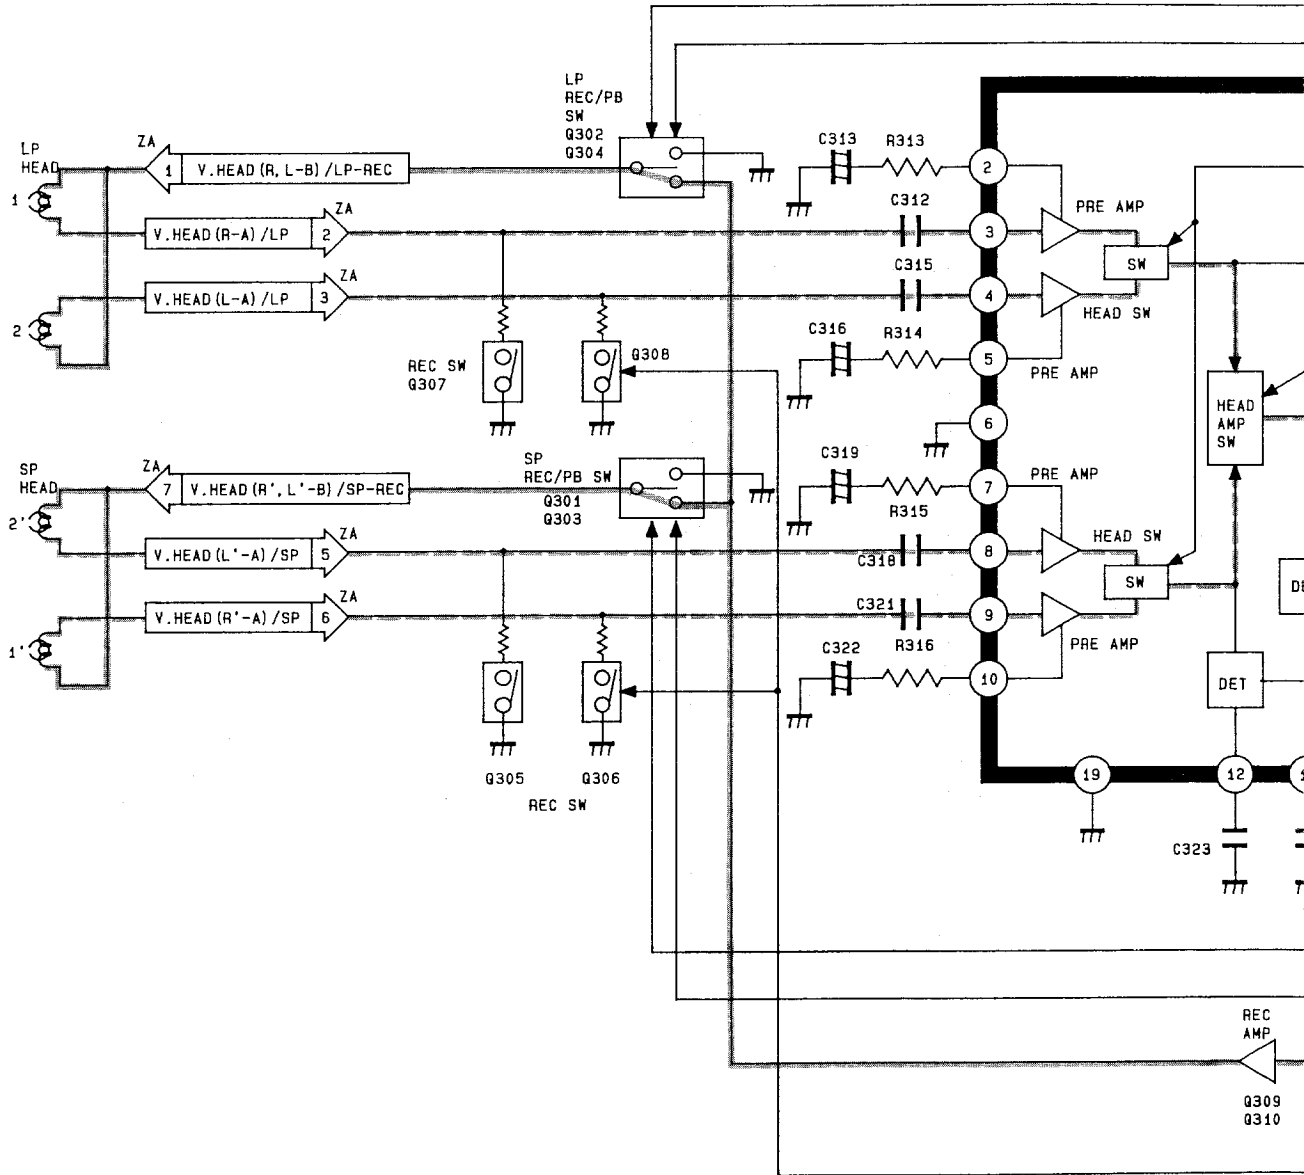 LP
REC/PB
SW
Q302
Q304
LP
HEAD
ZA
1 V.HEAD(R,L-B)/LP-REC
1
ZA
V.HEAD(R-A)/LP 2
ZA
V.HEAD(L-A)/LP 3
2
C313
R313
2
C312
3
PRE AMP
C315
SW
4
HEAD SW
C316
R314
5
PRE AMP
REC SW
Q307
Q308
6
HEAD
AMP
SW
SP
HEAD
ZA
7 V.HEAD(R',L'-B)/SP-REC
SP
REC/PB SW
Q301
Q303
C319
R315
7
PRE AMP
2'
ZA
V.HEAD(L'-A)/SP 5
C318
8
HEAD SW
SW
ZA
V.HEAD(R'-A)/SP 6
C321
9
1'
C322
R316
PRE AMP
10
DET
Q305
Q306
REC SW
19
12
C323
REC
AMP
Q309
Q310